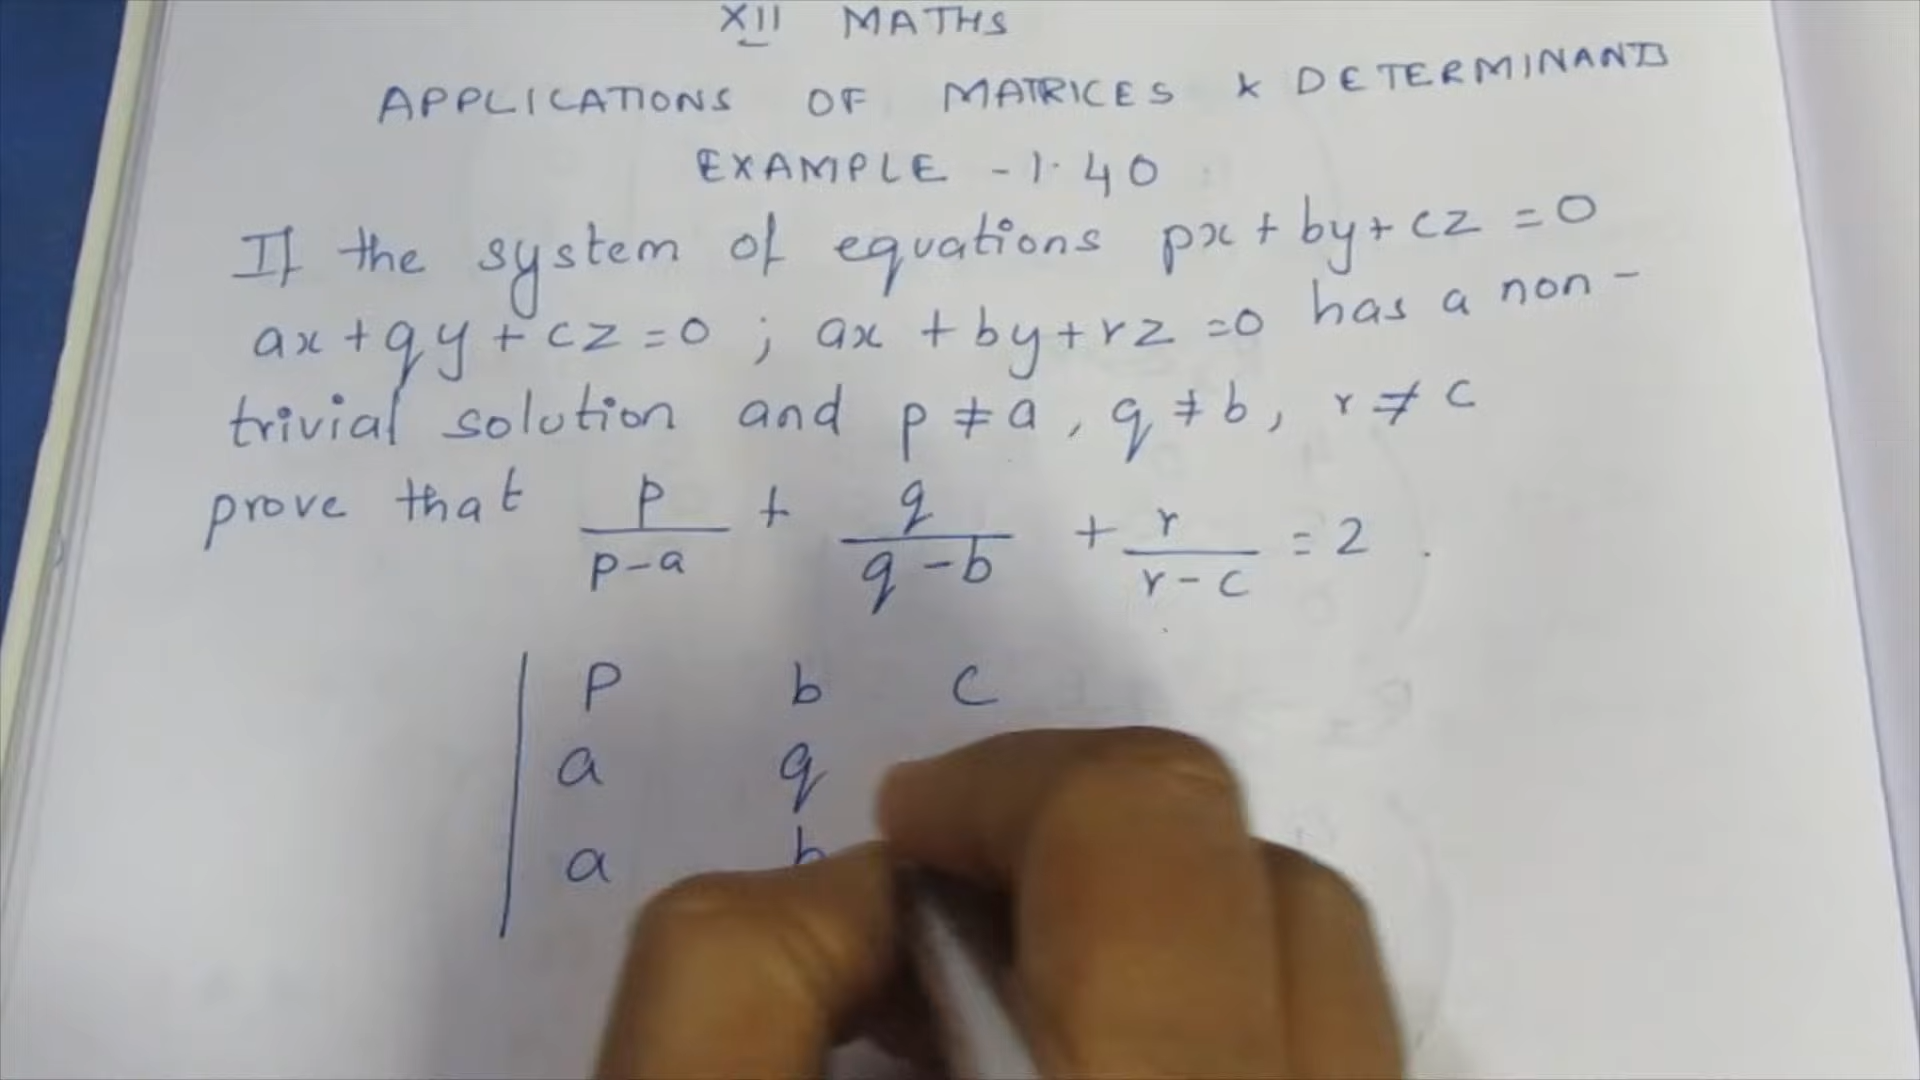 XII MATHS
APPLICATIONS OF MATRICES & DETERMINANTS
EXAMPLE - 1.40
If the system of equations px + by + cz = 0
ax + qy + cz = 0 ; ax + by + rz = 0 has a non -
trivial solution and p ≠ a , q ≠ b, r ≠ c
prove that p/(p-a) + q/(q-b) + r/(r-c) = 2 .
| p b c
a q
a b